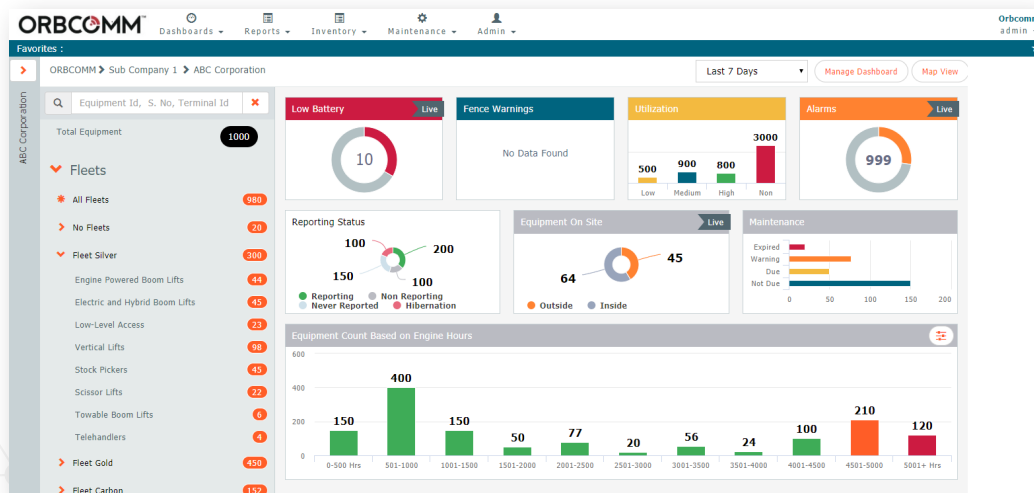 ORBCOMM™
Dashboards
Reports
Inventory
Maintenance
Admin
admin
Favorites :
ORBCOMM > Sub Company 1 > ABC Corporation
Last 7 Days
Manage Dashboard
Map View
ABC Corporation
Equipment Id, S. No, Terminal Id
Total Equipment 1000
Fleets
All Fleets 980
No Fleets 20
Fleet Silver 300
Engine Powered Boom Lifts 44
Electric and Hybrid Boom Lifts 45
Low-Level Access 23
Vertical Lifts 98
Stock Pickers 45
Scissor Lifts 22
Towable Boom Lifts 6
Telehandlers 4
Fleet Gold 450
Fleet Carbon 152
Low Battery Live
10
Fence Warnings
No Data Found
Utilization
500 900 800 3000
Low Medium High Non
Alarms Live
999
Reporting Status
100 200
150 100
Reporting Non Reporting
Never Reported Hibernation
Equipment On Site Live
45
64
Outside Inside
Maintenance
Expired
Warning
Due
Not Due
0 50 100 150 200
Equipment Count Based on Engine Hours
600
400
200
0
150 400 150 50 77 20 56 24 100 210 120
0-500 Hrs 501-1000 1001-1500 1501-2000 2001-2500 2501-3000 3001-3500 3501-4000 4001-4500 4501-5000 5001+ Hrs